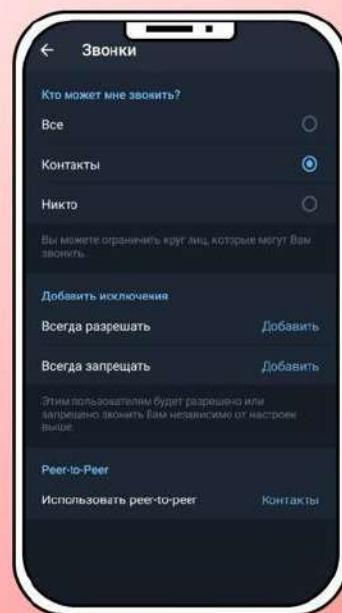 Звонки
Кто может мне звонить?
Все
Контакты
Никто
Вы можете ограничить круг лиц, которые могут Вам
звонить.
Добавить исключения
Всегда разрешать Добавить
Всегда запрещать Добавить
Этим пользователям будет разрешено или
запрещено звонить Вам независимо от настроек
выше.
Peer-to-Peer
Использовать peer-to-peer Контакты